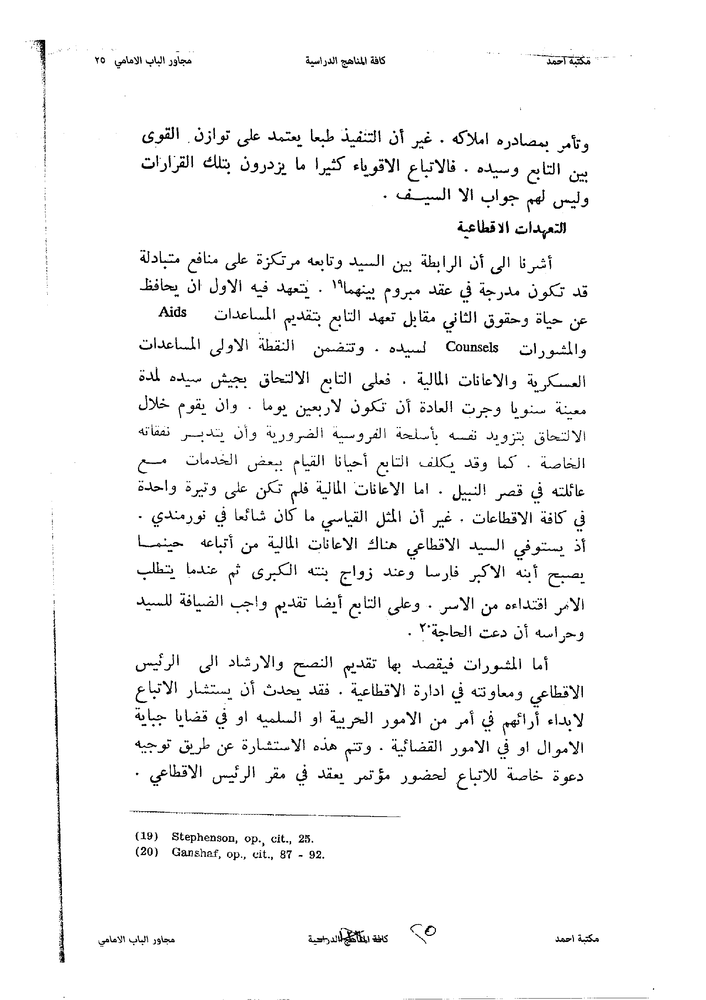 مكتبة احمد كافة المناهج الدراسية مجاور الباب الامامي ٢٥
وتأمر بمصادره املاكه . غير أن التنفيذ طبعا يعتمد على توازن القوى
بين التابع وسيده . فالاتباع الاقوياء كثيرا ما يزدرون بتلك القرارات
وليس لهم جواب الا السيف .
التعهدات الاقطاعية
أشرنا الى أن الرابطة بين السيد وتابعه مرتكزة على منافع متبادلة
قد تكون مدرجة في عقد مبروم بينهما١٩ . يتعهد فيه الاول ان يحافظ
عن حياة وحقوق الثاني مقابل تعهد التابع بتقديم المساعدات Aids
والمشورات Counsels لسيده . وتتضمن النقطة الاولى المساعدات
العسكرية والاعانات المالية . فعلى التابع الالتحاق بجيش سيده لمدة
معينة سنويا وجرت العادة أن تكون لاربعين يوما . وان يقوم خلال
الالتحاق بتزويد نفسه بأسلحة الفروسية الضرورية وأن يتدبر نفقاته
الخاصة . كما وقد يكلف التابع أحيانا القيام ببعض الخدمات مع
عائلته في قصر النبيل . اما الاعانات المالية فلم تكن على وتيرة واحدة
في كافة الاقطاعات . غير أن المثل القياسي ما كان شائعا في نورمندي .
أذ يستوفي السيد الاقطاعي هناك الاعانات المالية من أتباعه حينما
يصبح أبنه الاكبر فارسا وعند زواج بنته الكبرى ثم عندما يتطلب
الامر اقتداءه من الاسر . وعلى التابع أيضا تقديم واجب الضيافة للسيد
وحراسه أن دعت الحاجة٢٠ .
أما المشورات فيقصد بها تقديم النصح والارشاد الى الرئيس
الاقطاعي ومعاونته في ادارة الاقطاعية . فقد يحدث أن يستشار الاتباع
لابداء أرائهم في أمر من الامور الحربية او السلميه او في قضايا جباية
الاموال او في الامور القضائية . وتتم هذه الاستشارة عن طريق توجيه
دعوة خاصة للاتباع لحضور مؤتمر يعقد في مقر الرئيس الاقطاعي .
(19) Stephenson, op., cit., 25.
(20) Ganshaf, op., cit., 87 - 92.
٢٥
مكتبة احمد كافة المناهج الدراسية مجاور الباب الامامي